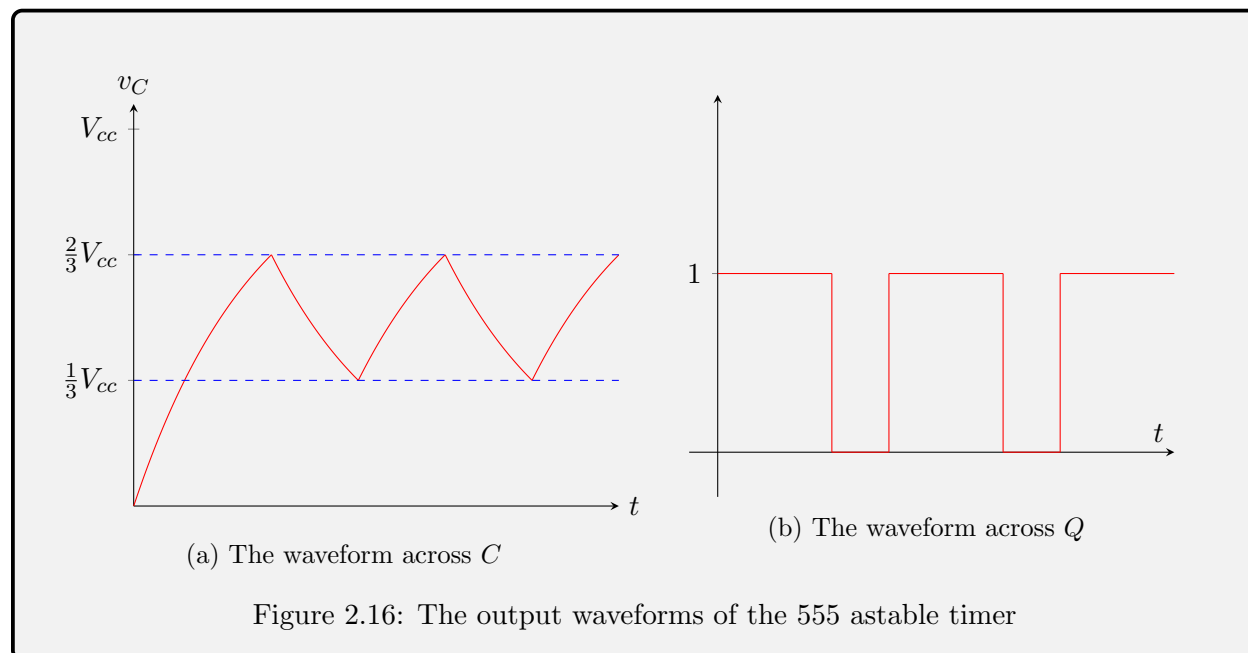 v_C
V_cc
2/3 V_cc
1/3 V_cc
t
(a) The waveform across C
1
t
(b) The waveform across Q
Figure 2.16: The output waveforms of the 555 astable timer